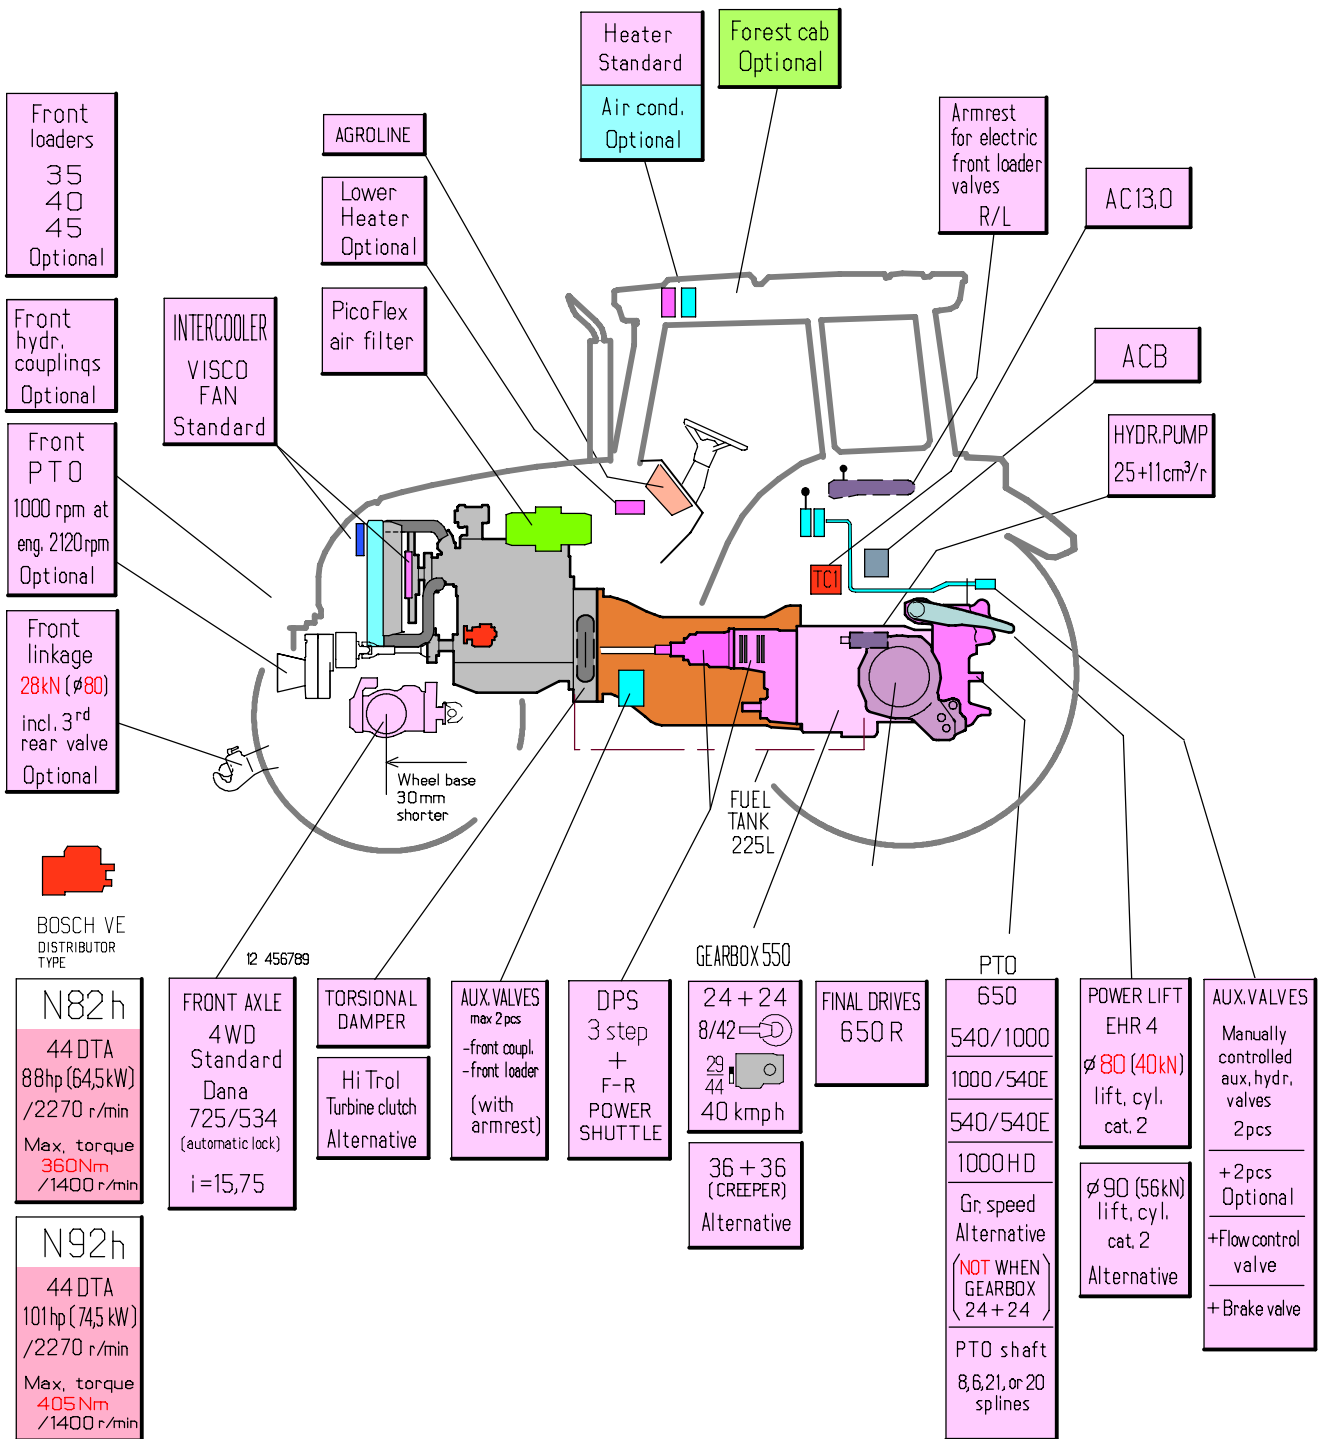 Heater
Standard
Air cond.
Optional
Forest cab
Optional
Front
loaders
35
40
45
Optional
AGROLINE
Lower
Heater
Optional
PicoFlex
air filter
Armrest
for electric
front loader
valves
R/L
AC13,0
ACB
HYDR.PUMP
25+11cm³/r
Front
hydr.
couplings
Optional
INTERCOOLER
VISCO
FAN
Standard
Front
PTO
1000 rpm at
eng. 2120rpm
Optional
Front
linkage
28kN (ø80)
incl. 3rd
rear valve
Optional
TC1
Wheel base
30mm
shorter
FUEL
TANK
225L
BOSCH VE
DISTRIBUTOR
TYPE
12 456789
N82h
44 DTA
88hp (64,5kW)
/2270 r/min
Max. torque
360Nm
/1400 r/min
N92h
44 DTA
101hp (74,5 kW)
/2270 r/min
Max. torque
405Nm
/1400 r/min
FRONT AXLE
4WD
Standard
Dana
725/534
(automatic lock)
i=15,75
TORSIONAL
DAMPER
Hi Trol
Turbine clutch
Alternative
AUX.VALVES
max 2 pcs
-front coupl.
-front loader
(with
armrest)
DPS
3 step
+
F-R
POWER
SHUTTLE
GEARBOX 550
24+24
8/42
29
44
40 kmph
36+36
(CREEPER)
Alternative
FINAL DRIVES
650 R
PTO
650
540/1000
1000/540E
540/540E
1000HD
Gr. speed
Alternative
(NOT WHEN
GEARBOX
24+24)
PTO shaft
8,6,21, or 20
splines
POWER LIFT
EHR 4
ø 80 (40kN)
lift. cyl.
cat. 2
ø 90 (56kN)
lift. cyl.
cat. 2
Alternative
AUX.VALVES
Manually
controlled
aux. hydr.
valves
2pcs
+2pcs
Optional
+Flow control
valve
+ Brake valve